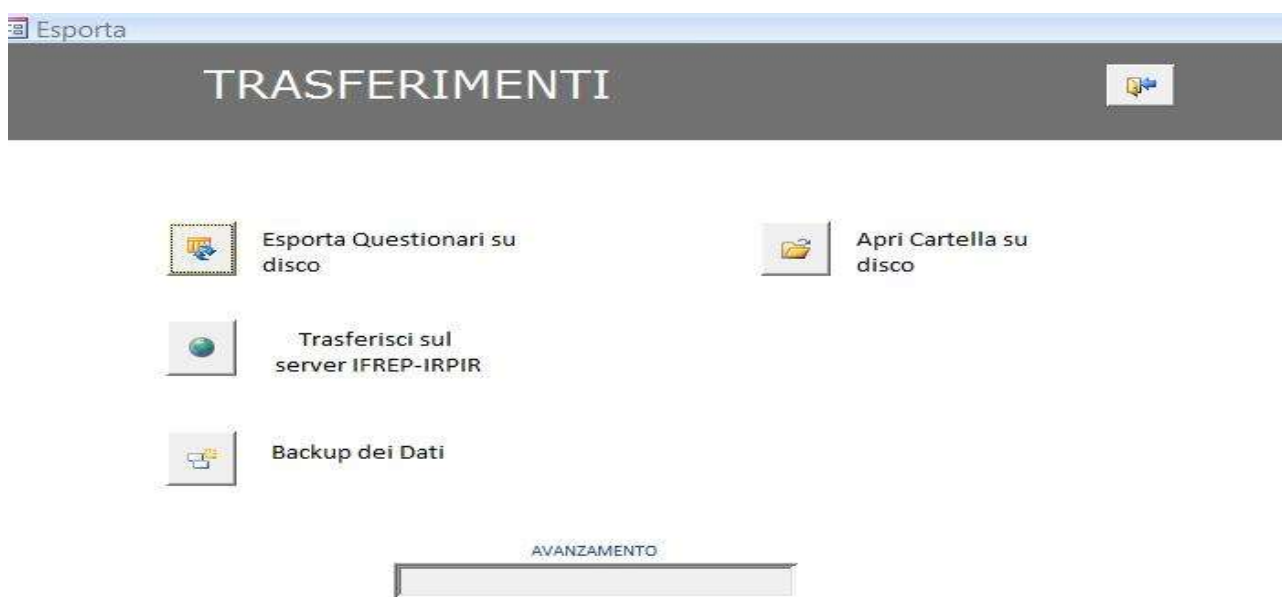 Esporta
TRASFERIMENTI
Esporta Questionari su
disco
Apri Cartella su
disco
Trasferisci sul
server IFREP-IRPIR
Backup dei Dati
AVANZAMENTO